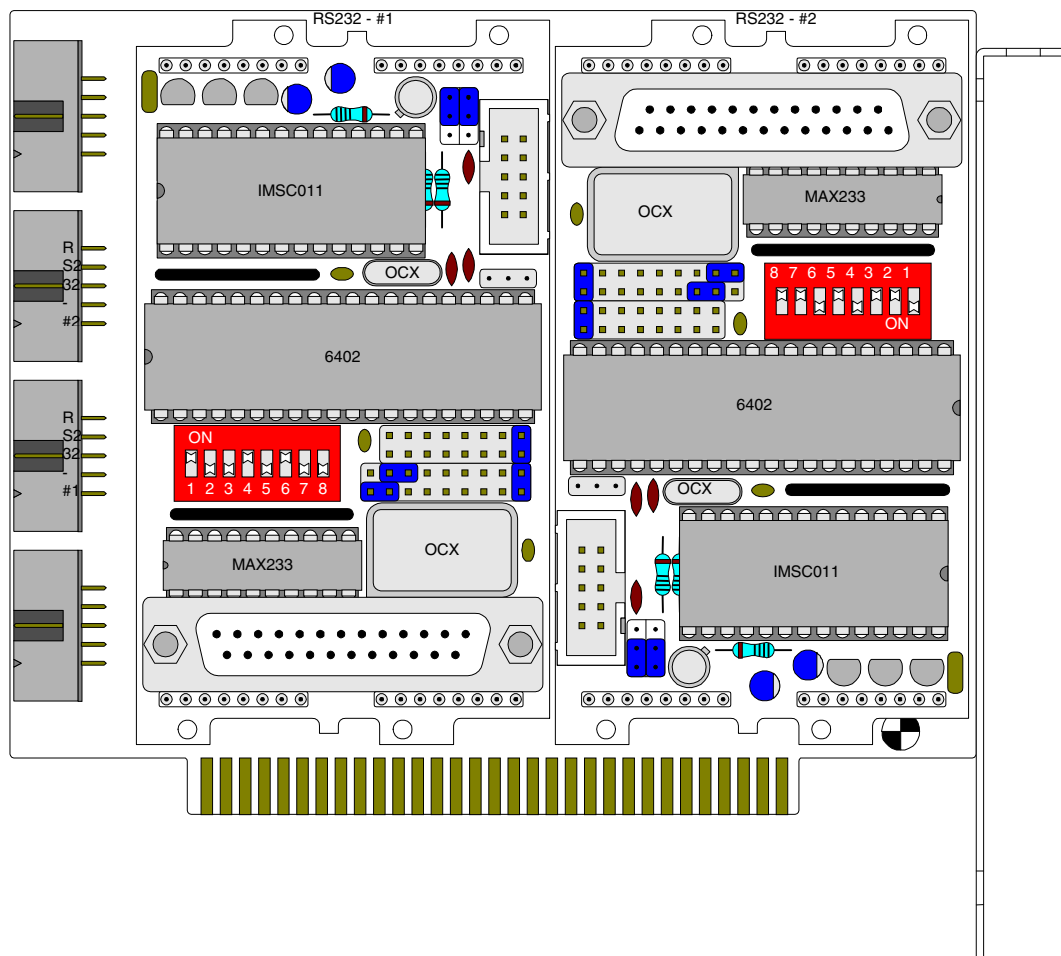 RS232 - #1
RS232 - #2
IMSC011
OCX
6402
ON
1 2 3 4 5 6 7 8
MAX233
OCX
OCX
MAX233
8 7 6 5 4 3 2 1
ON
6402
OCX
IMSC011
R
S2
32
-
#2
R
S2
32
-
#1